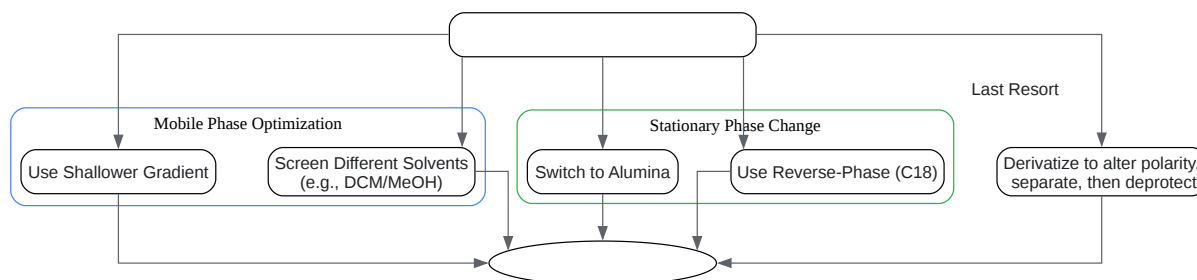 Last Resort
Mobile Phase Optimization
Stationary Phase Change
Use Shallower Gradient
Screen Different Solvents
(e.g., DCM/MeOH)
Switch to Alumina
Use Reverse-Phase (C18)
Derivatize to alter polarity,
separate, then deprotect